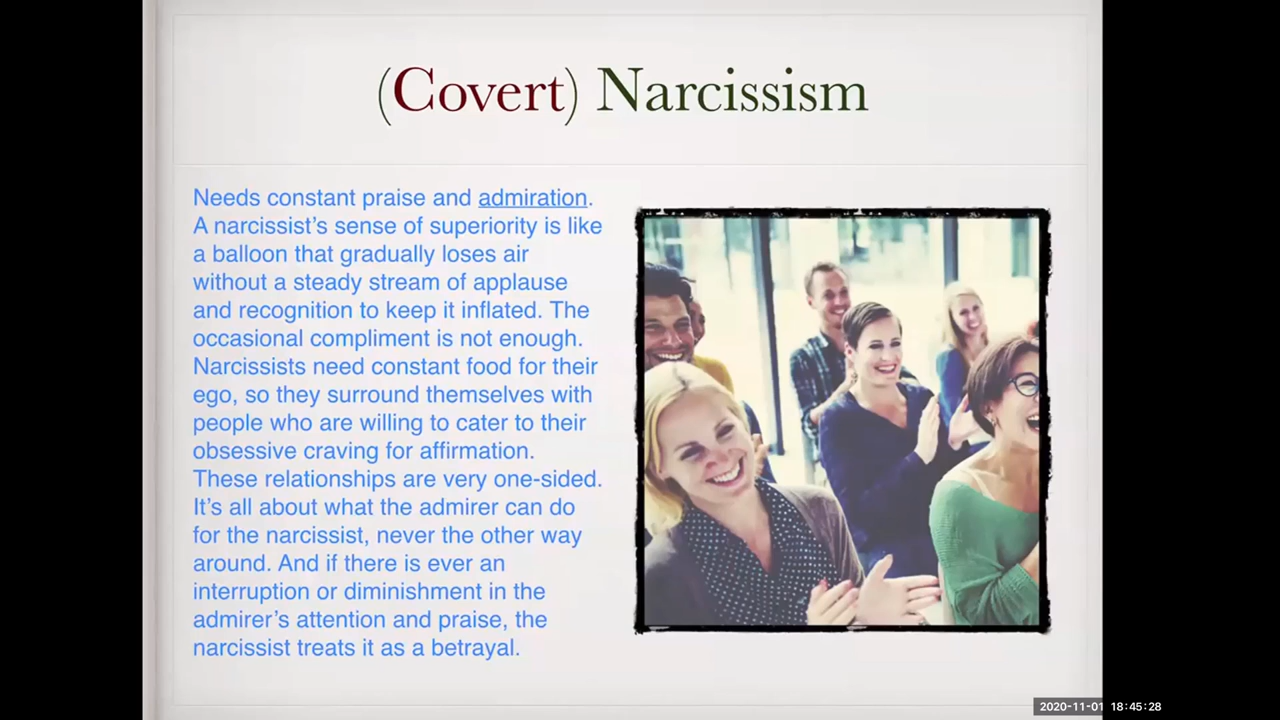 (Covert) Narcissism
Needs constant praise and admiration.
A narcissist’s sense of superiority is like
a balloon that gradually loses air
without a steady stream of applause
and recognition to keep it inflated. The
occasional compliment is not enough.
Narcissists need constant food for their
ego, so they surround themselves with
people who are willing to cater to their
obsessive craving for affirmation.
These relationships are very one-sided.
It’s all about what the admirer can do
for the narcissist, never the other way
around. And if there is ever an
interruption or diminishment in the
admirer’s attention and praise, the
narcissist treats it as a betrayal.
2020-11-01 18:45:28